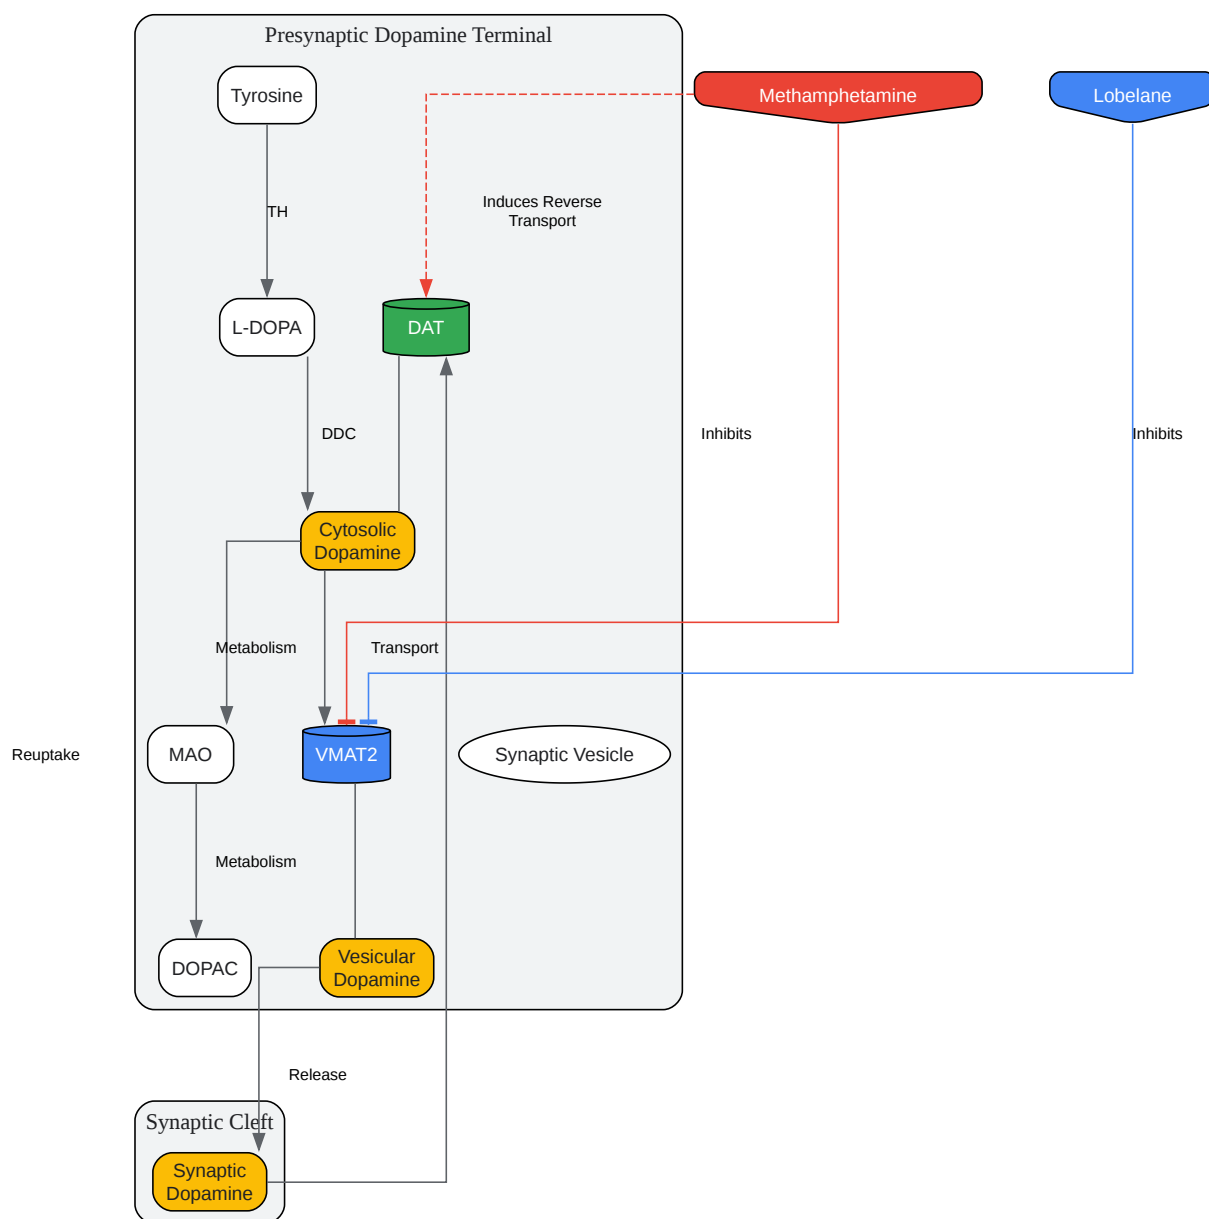 Presynaptic Dopamine Terminal
Tyrosine
Methamphetamine
Lobelane
Induces Reverse
Transport
TH
L-DOPA
DAT
DDC
Inhibits
Inhibits
Cytosolic
Dopamine
Metabolism
Transport
Reuptake
MAO
VMAT2
Synaptic Vesicle
Metabolism
DOPAC
Vesicular
Dopamine
Release
Synaptic Cleft
Synaptic
Dopamine